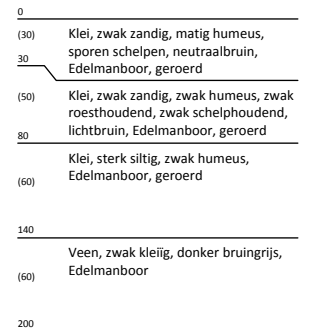 0
(30) Klei, zwak zandig, matig humeus,
sporen schelpen, neutraalbruin,
30
Edelmanboor, geroerd
(50) Klei, zwak zandig, zwak humeus, zwak
roesthoudend, zwak schelphoudend,
lichtbruin, Edelmanboor, geroerd
80
Klei, sterk siltig, zwak humeus,
Edelmanboor, geroerd
(60)
140
Veen, zwak kleiïg, donker bruingrijs,
Edelmanboor
(60)
200